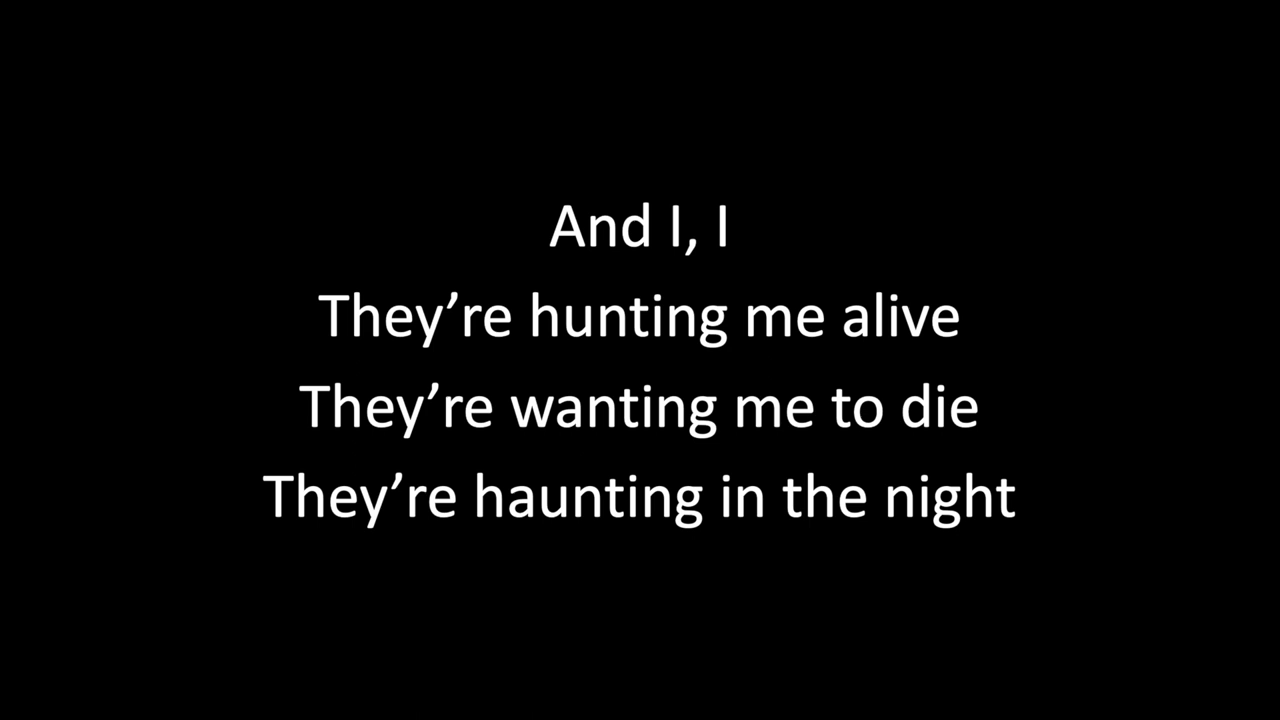 And I, I
They’re hunting me alive
They’re wanting me to die
They’re haunting in the night